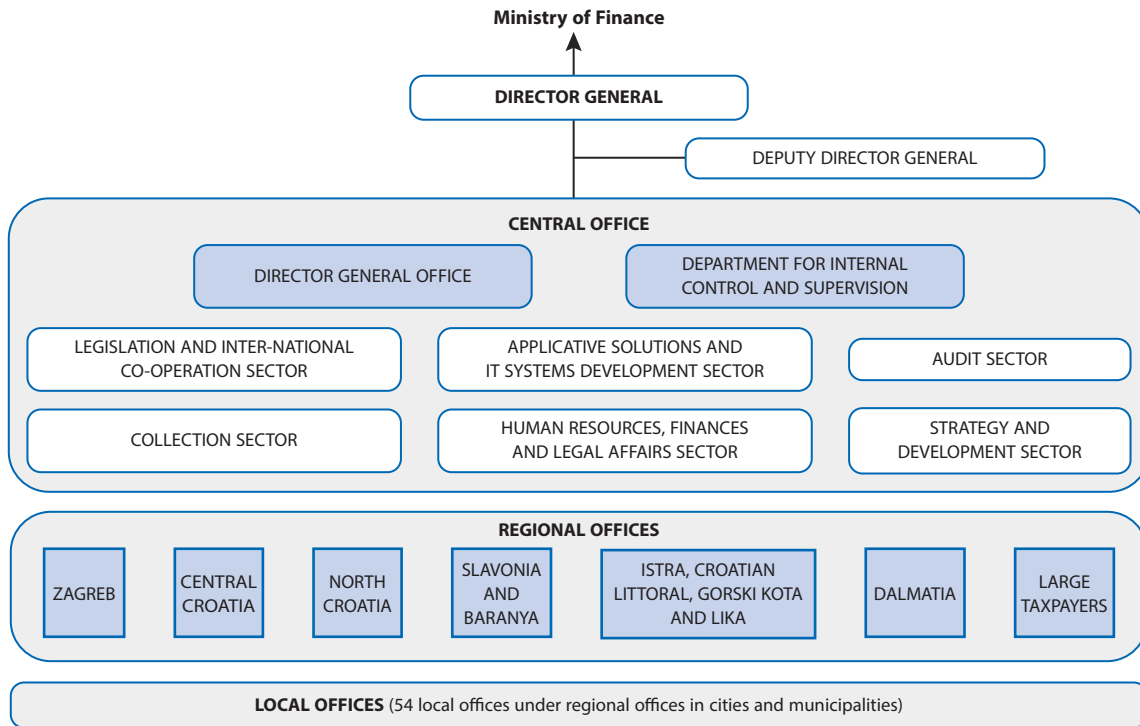 Ministry of Finance
DIRECTOR GENERAL
DEPUTY DIRECTOR GENERAL
CENTRAL OFFICE
DIRECTOR GENERAL OFFICE
DEPARTMENT FOR INTERNAL
CONTROL AND SUPERVISION
LEGISLATION AND INTER-NATIONAL
CO-OPERATION SECTOR
APPLICATIVE SOLUTIONS AND
IT SYSTEMS DEVELOPMENT SECTOR
AUDIT SECTOR
COLLECTION SECTOR
HUMAN RESOURCES, FINANCES
AND LEGAL AFFAIRS SECTOR
STRATEGY AND
DEVELOPMENT SECTOR
REGIONAL OFFICES
ZAGREB
CENTRAL
CROATIA
NORTH
CROATIA
SLAVONIA
AND
BARANYA
ISTRA, CROATIAN
LITTORAL, GORSKI KOTA
AND LIKA
DALMATIA
LARGE
TAXPAYERS
LOCAL OFFICES (54 local offices under regional offices in cities and municipalities)